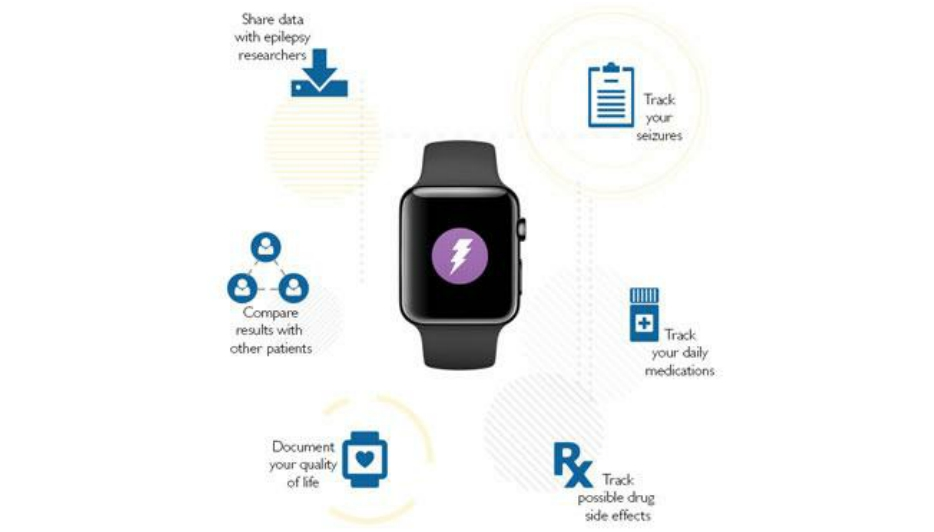 Share data
with epilepsy
researchers
Track
your
seizures
Compare
results with
other patients
Track
your daily
medications
Document
your quality
of life
Rx
Track
possible drug
side effects